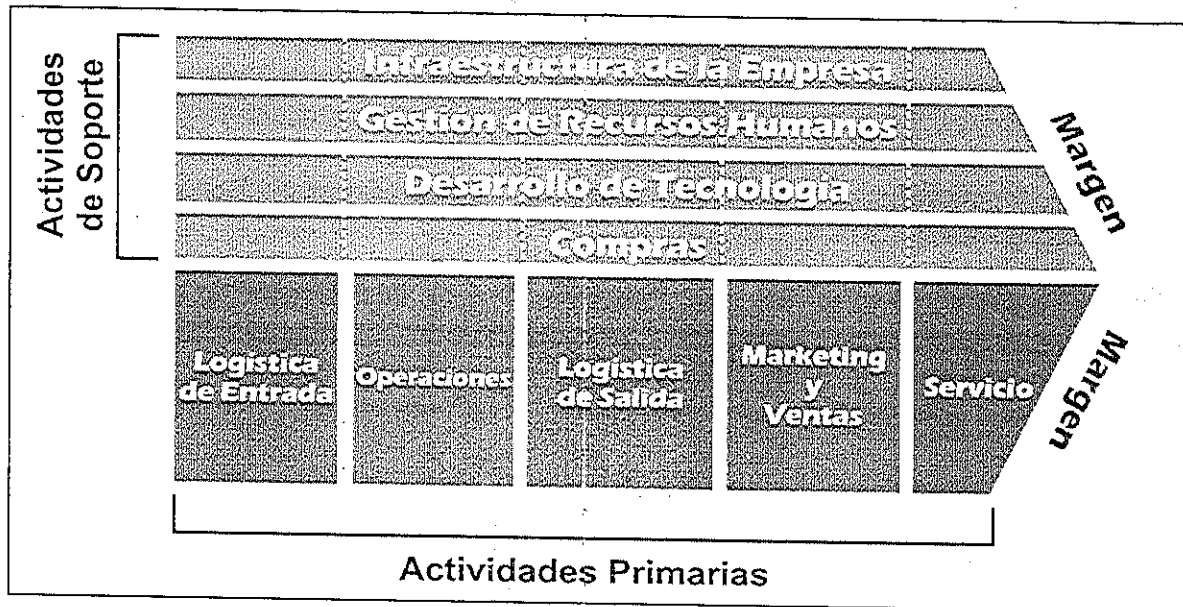 Actividades
de Soporte
Infraestructura de la Empresa
Gestión de Recursos Humanos
Desarrollo de Tecnología
Compras
Margen
Logística
de Entrada
Operaciones
Logística
de Salida
Marketing
y
Ventas
Servicio
Margen
Actividades Primarias